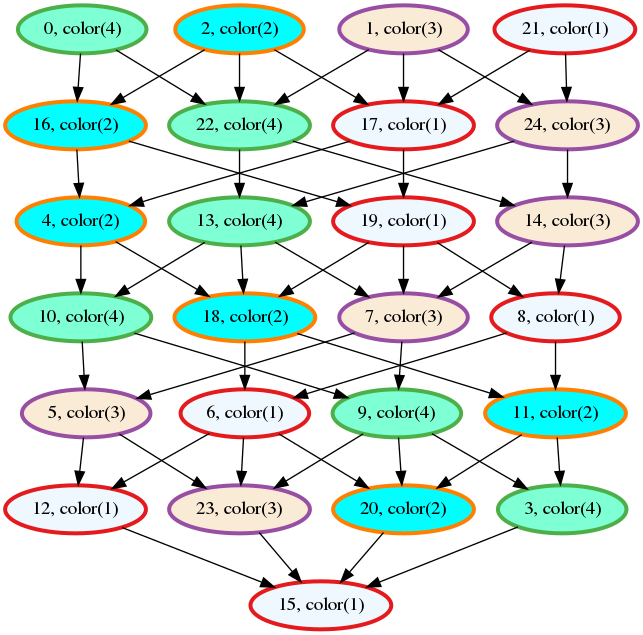 0, color(4)
2, color(2)
1, color(3)
21, color(1)
16, color(2)
22, color(4)
17, color(1)
24, color(3)
4, color(2)
13, color(4)
19, color(1)
14, color(3)
10, color(4)
18, color(2)
7, color(3)
8, color(1)
5, color(3)
6, color(1)
9, color(4)
11, color(2)
12, color(1)
23, color(3)
20, color(2)
3, color(4)
15, color(1)